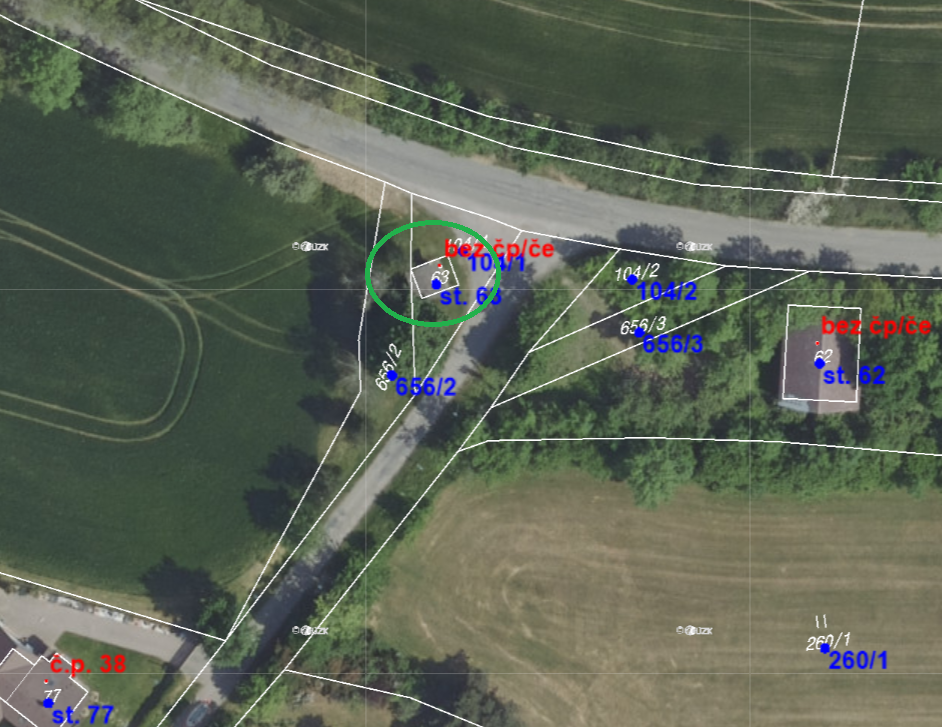 ©ČÚZK
©ČÚZK
104/1
bez čp/če
104/1
63
st. 63
104/2
104/2
656/3
656/3
bez čp/če
62
st. 62
656/2
656/2
©ČÚZK
©ČÚZK
260/1
260/1
č.p. 38
77
st. 77